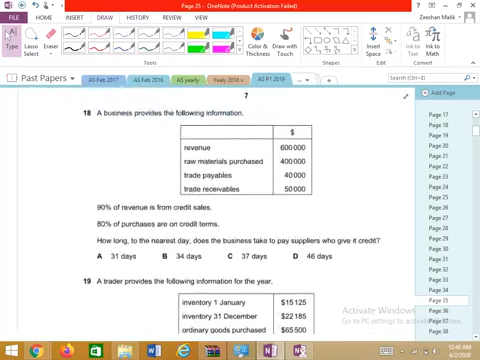 Page 35 - OneNote (Product Activation Failed)
Zeeshan Malik
FILE HOME INSERT DRAW HISTORY REVIEW VIEW
Type
Lasso Select
Eraser
Color & Thickness
Draw with Touch
Insert Space
Ink to Text
Ink to Math
Tools
Shapes
Edit
Convert
Past Papers
AS Feb 2017
AS Feb 2016
AS yearly
Yealy 2016 v
AS P1 2019
Search (Ctrl+E)
Add Page
7
18 A business provides the following information.
$
revenue 600 000
raw materials purchased 400 000
trade payables 40 000
trade receivables 50 000
90% of revenue is from credit sales.
80% of purchases are on credit terms.
How long, to the nearest day, does the business take to pay suppliers who give it credit?
A 31 days B 34 days C 37 days D 46 days
19 A trader provides the following information for the year.
inventory 1 January $15 125
inventory 31 December $22 185
ordinary goods purchased $65 500
Page 17
Page 18
Page 19
Page 20
Page 21
Page 22
Page 23
Page 24
Page 25
Page 26
Page 27
Page 28
Page 29
Page 30
Page 31
Page 32
Page 33
Page 34
Page 35
Page 36
Page 37
Page 38
Activate Windows
Go to PC settings to activate Windows.
10:48 AM
4/2/2020